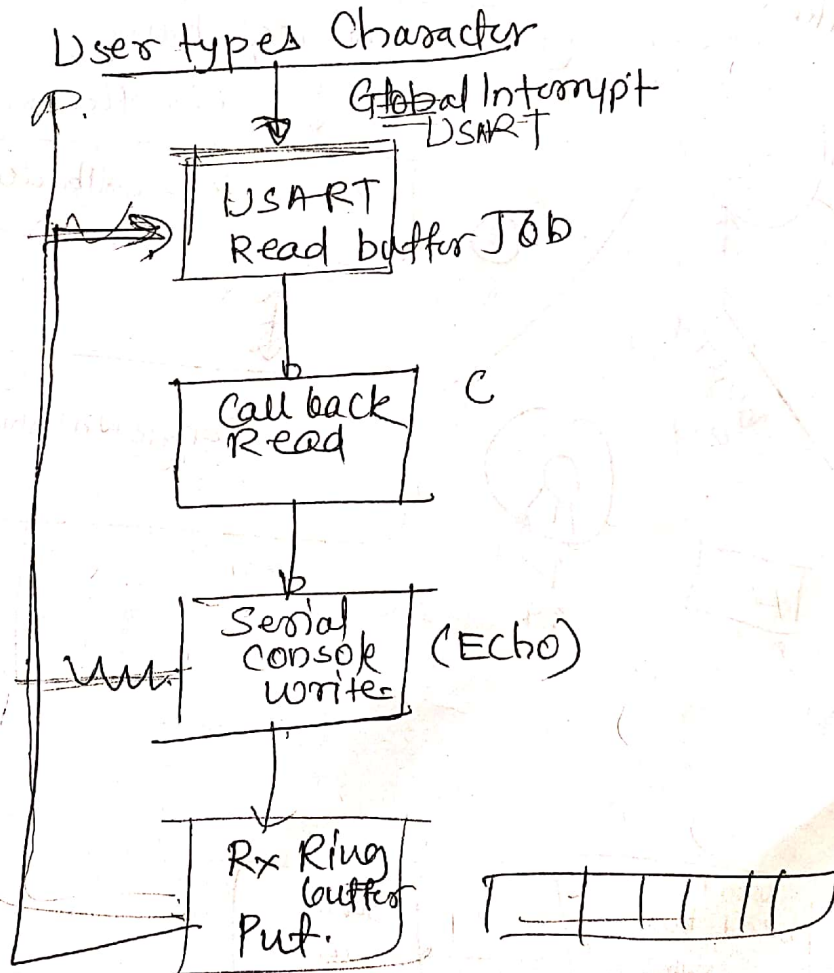 User types Character
Global Interrupt
USART
USART
Read buffer Job
Call back
Read
C
Serial
console
write
(Echo)
Rx Ring
buffer
Put.